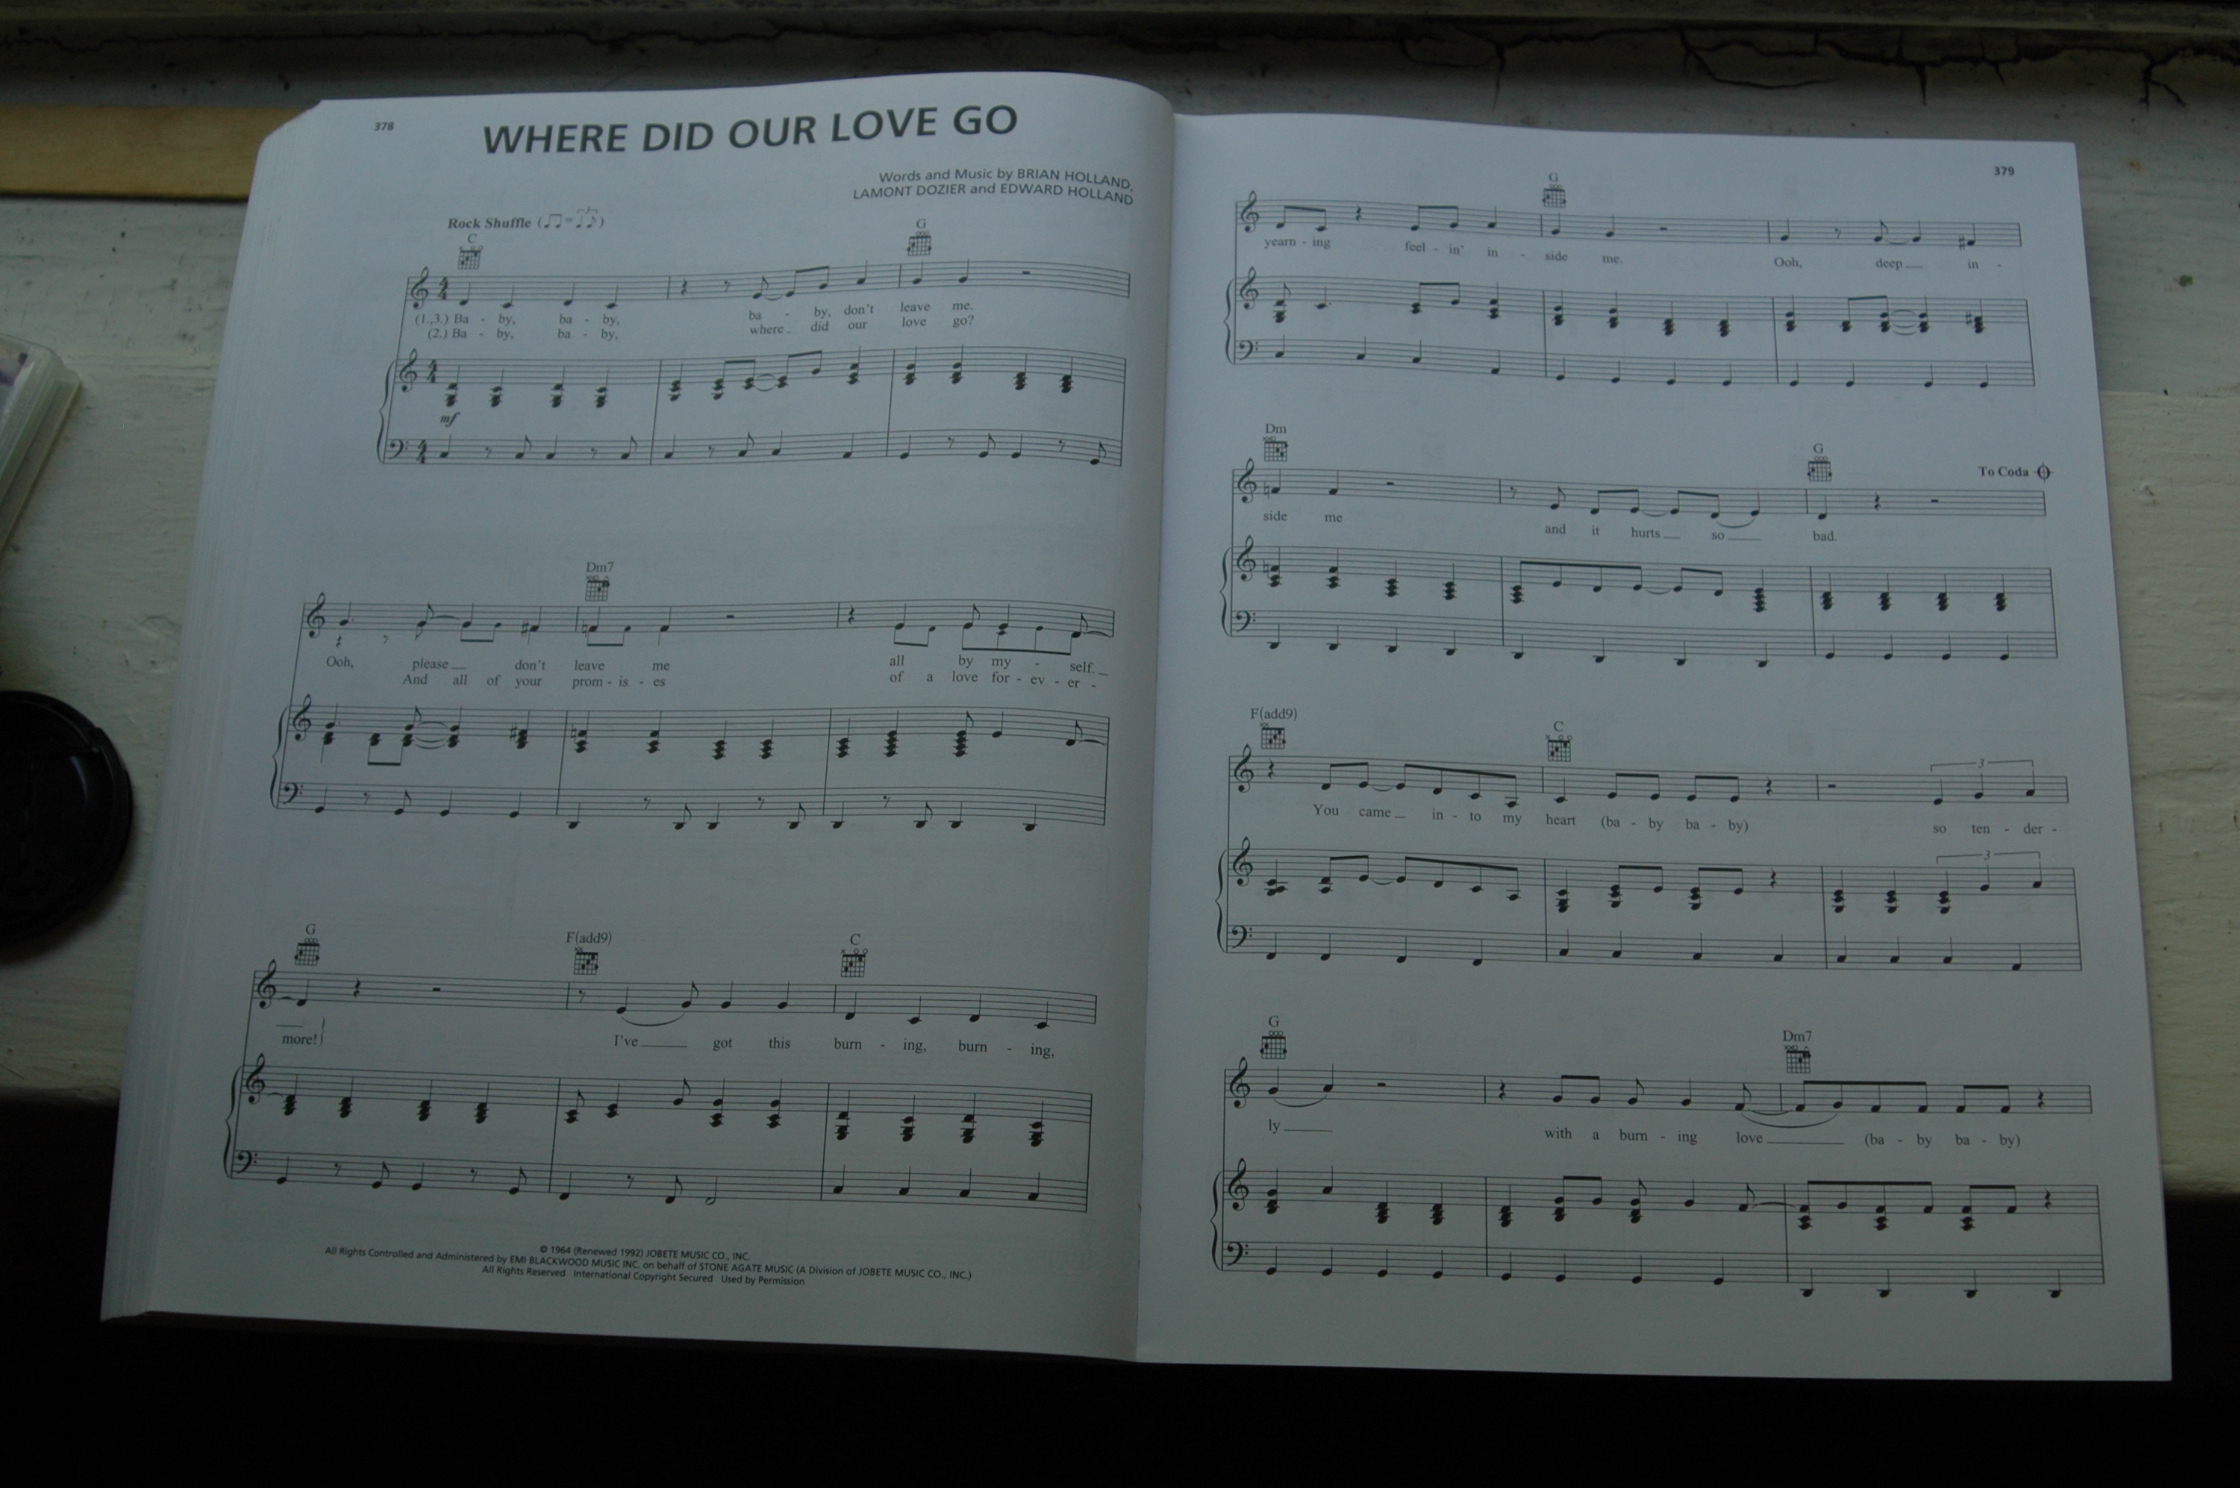 378
WHERE DID OUR LOVE GO
Words and Music by BRIAN HOLLAND,
LAMONT DOZIER and EDWARD HOLLAND
Rock Shuffle
C G
(1.,3.) Ba - by, ba - by, ba - by, don't leave me.
(2.) Ba - by, ba - by, where did our love go?
mf
Dm7
Ooh, please don't leave me all by my - self.
And all of your prom - is - es of a love for - ev - er -
G F(add9) C
more! I've got this burn - ing, burn - ing,
© 1964 (Renewed 1992) JOBETE MUSIC CO., INC.
All Rights Controlled and Administered by EMI BLACKWOOD MUSIC INC. on behalf of STONE AGATE MUSIC (A Division of JOBETE MUSIC CO., INC.)
All Rights Reserved International Copyright Secured Used by Permission
379
G
yearn - ing feel - in' in - side me. Ooh, deep in -
Dm G To Coda
side me and it hurts so bad.
F(add9) C
3
You came in - to my heart (ba - by ba - by) so ten - der -
3
G Dm7
ly with a burn - ing love (ba - by ba - by)